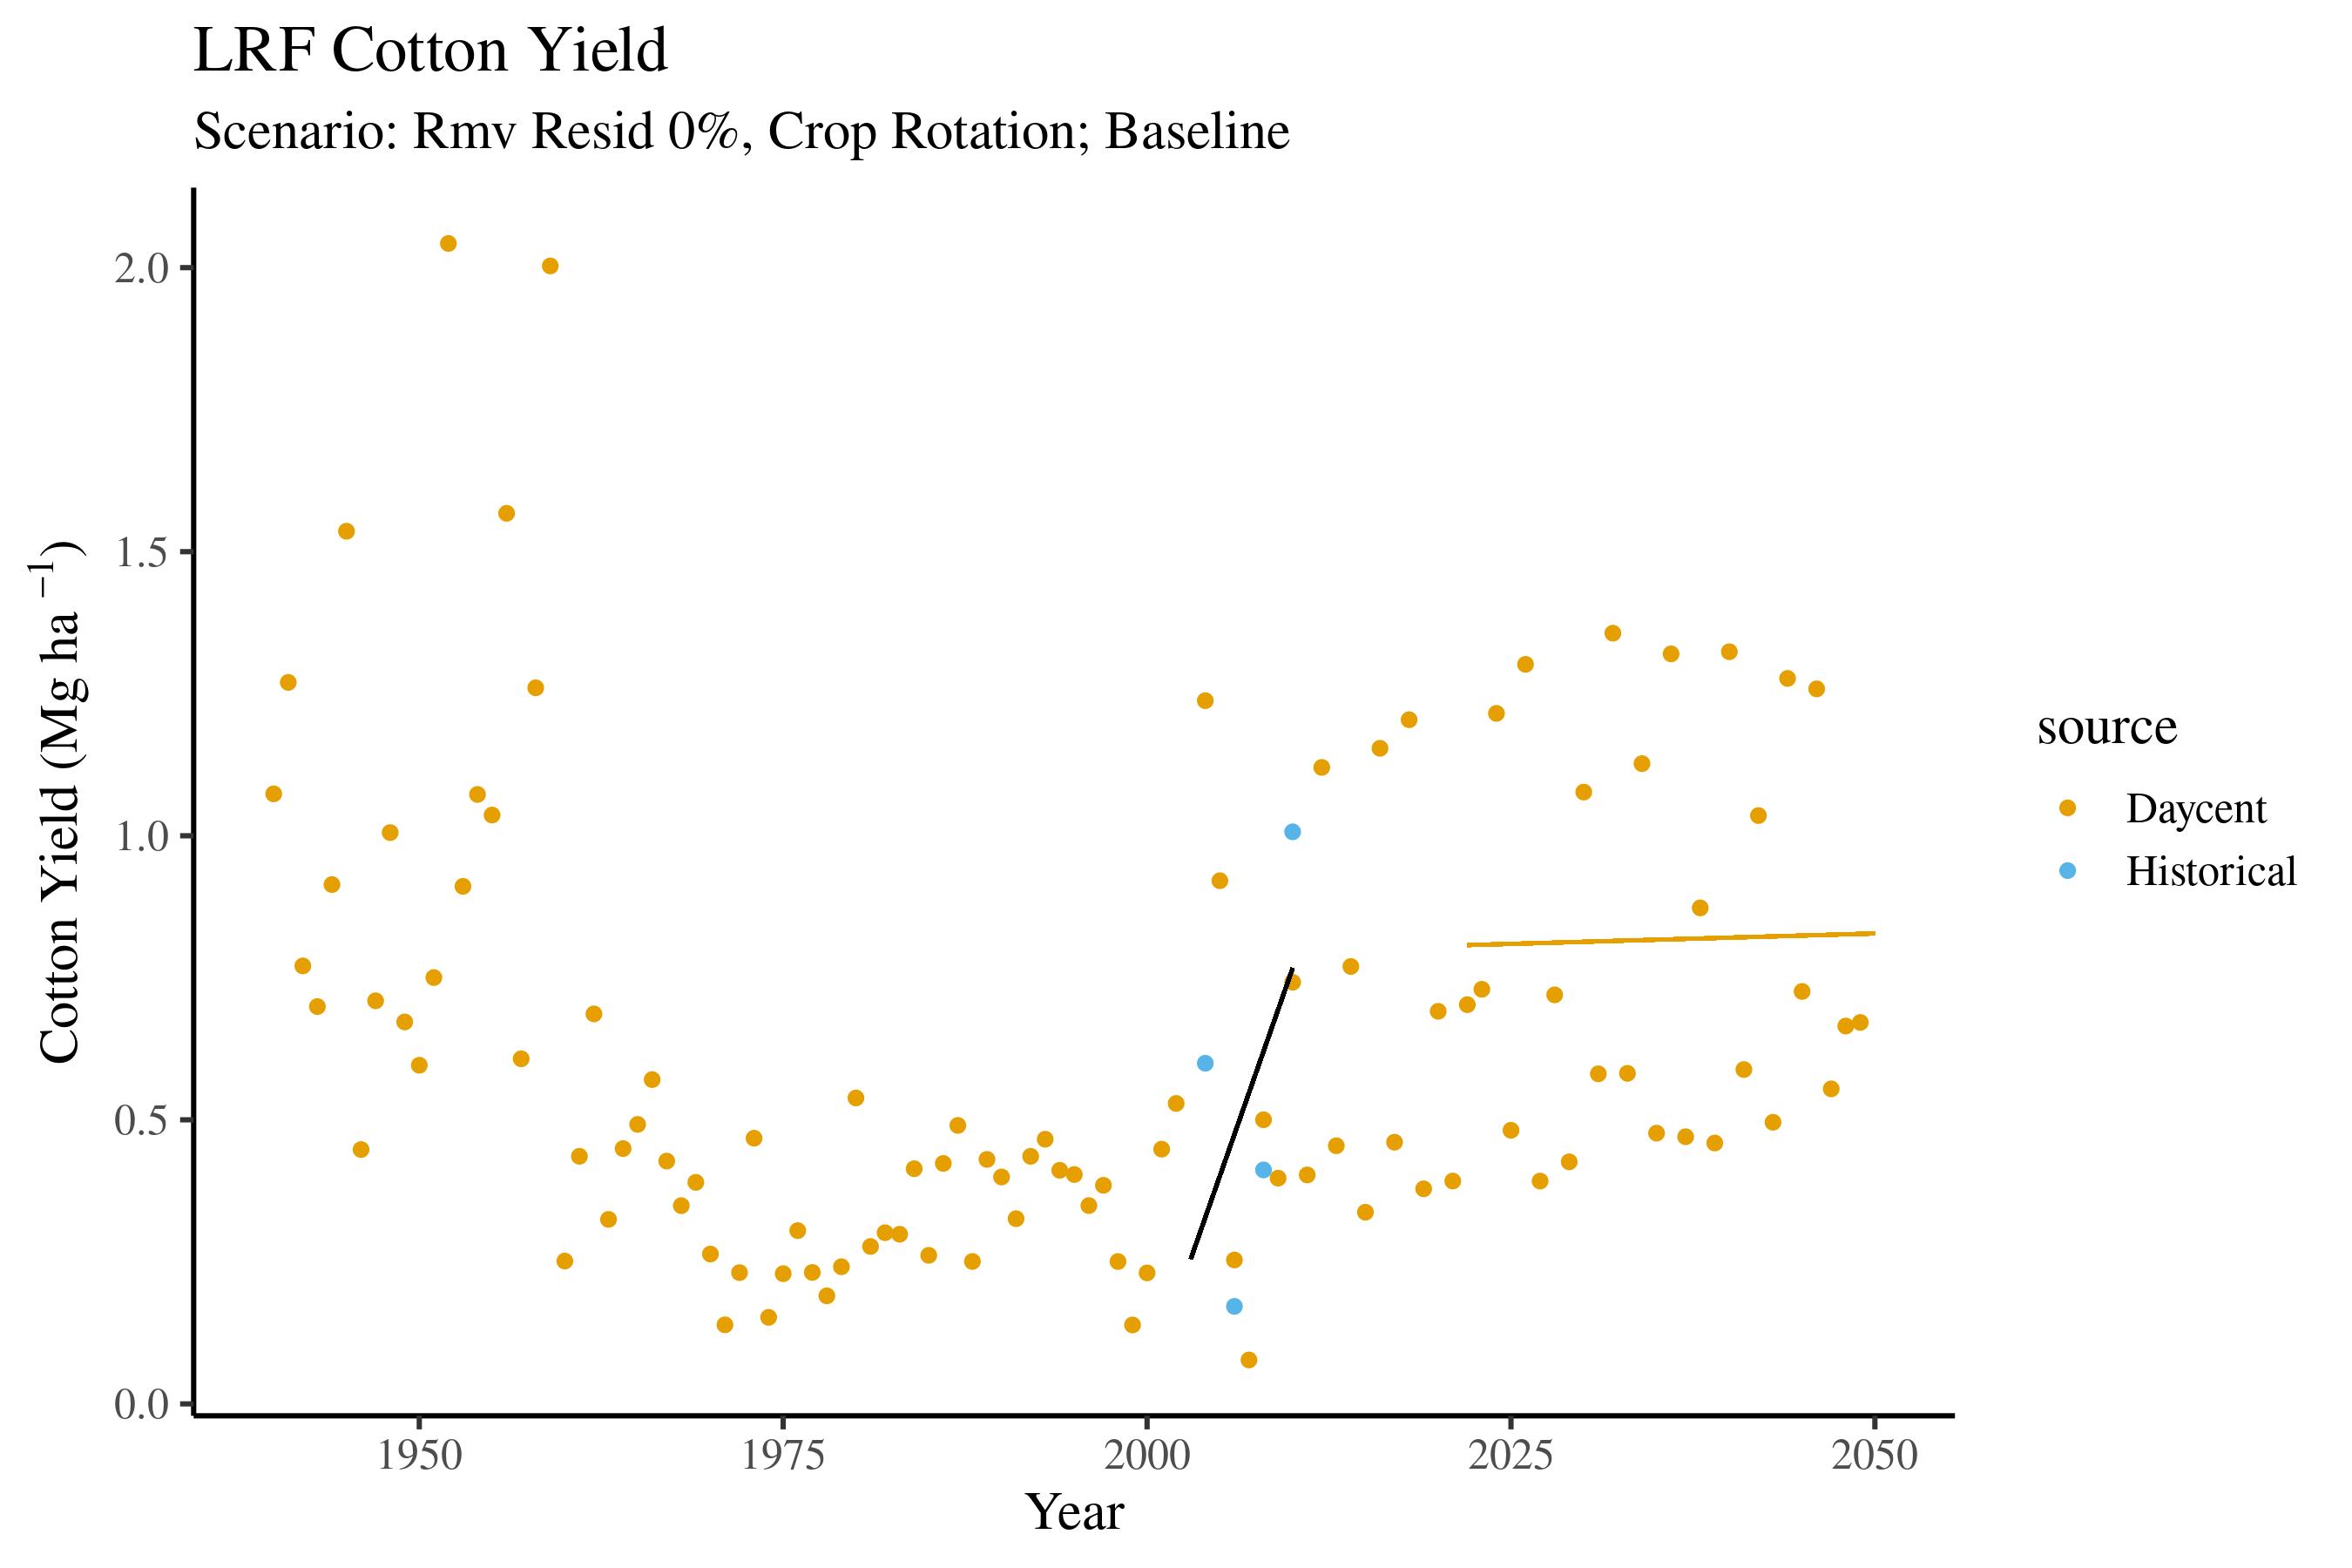 LRF Cotton Yield
Scenario: Rmv Resid 0%, Crop Rotation; Baseline
Cotton Yield (Mg ha⁻¹)
2.0
1.5
1.0
0.5
0.0
1950 1975 2000 2025 2050
Year
source
Daycent
Historical